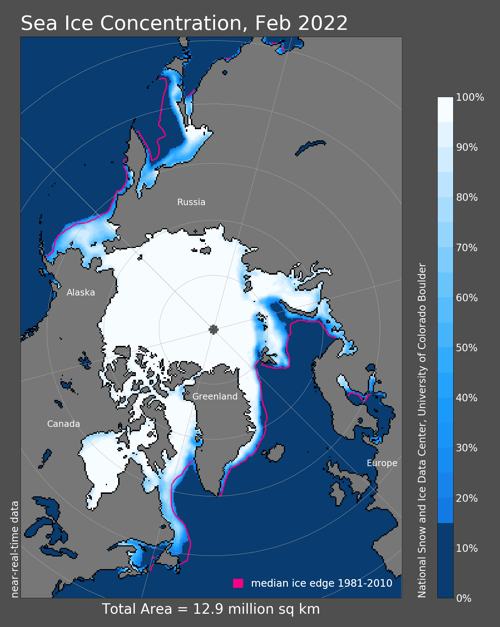 Sea Ice Concentration, Feb 2022
100%
90%
80%
70%
60%
50%
40%
30%
20%
10%
0%
Russia
Alaska
Greenland
Canada
Europe
median ice edge 1981-2010
near-real-time data
National Snow and Ice Data Center, University of Colorado Boulder
Total Area = 12.9 million sq km